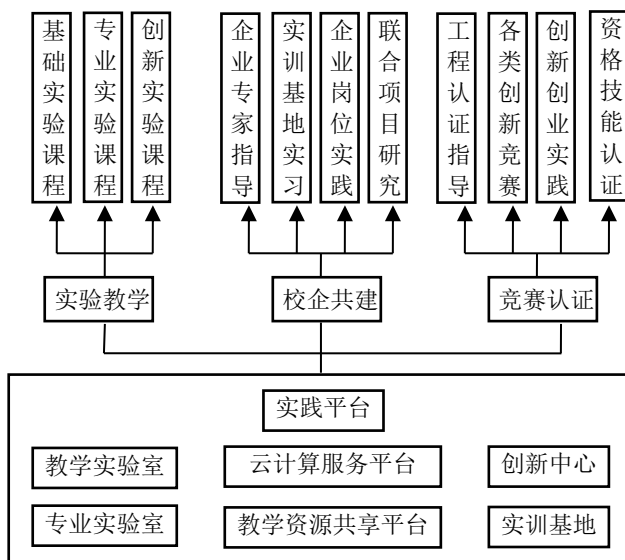 基础实验课程
专业实验课程
创新实验课程
企业专家指导
实训基地实习
企业岗位实践
联合项目研究
工程认证指导
各类创新竞赛
创新创业实践
资格技能认证
实验教学
校企共建
竞赛认证
实践平台
教学实验室
云计算服务平台
创新中心
专业实验室
教学资源共享平台
实训基地